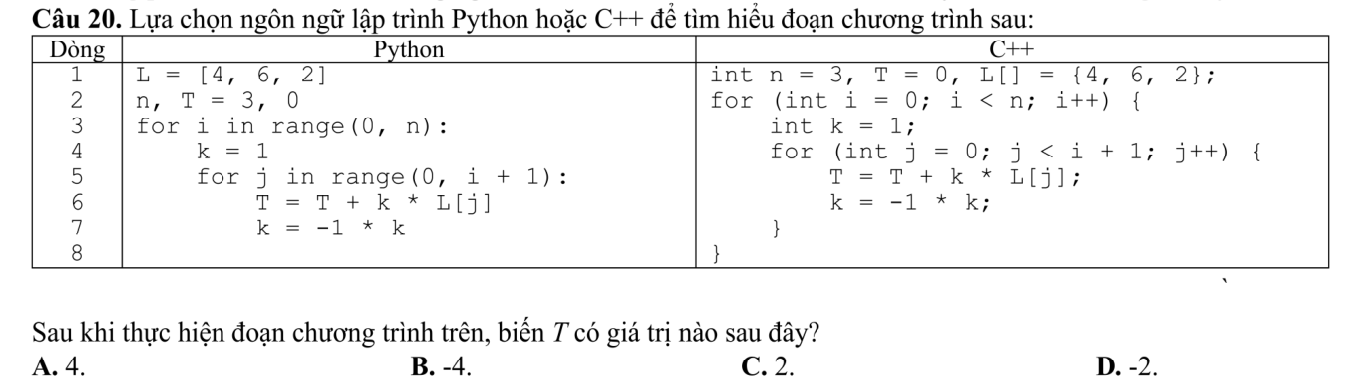 Câu 20. Lựa chọn ngôn ngữ lập trình Python hoặc C++ để tìm hiểu đoạn chương trình sau:
Dòng Python C++
1 L = [4, 6, 2] int n = 3, T = 0, L[] = {4, 6, 2};
2 n, T = 3, 0 for (int i = 0; i < n; i++) {
3 for i in range(0, n): int k = 1;
4 k = 1 for (int j = 0; j < i + 1; j++) {
5 for j in range(0, i + 1): T = T + k * L[j];
6 T = T + k * L[j] k = -1 * k;
7 k = -1 * k }
8 }
Sau khi thực hiện đoạn chương trình trên, biến T có giá trị nào sau đây?
A. 4. B. -4. C. 2. D. -2.